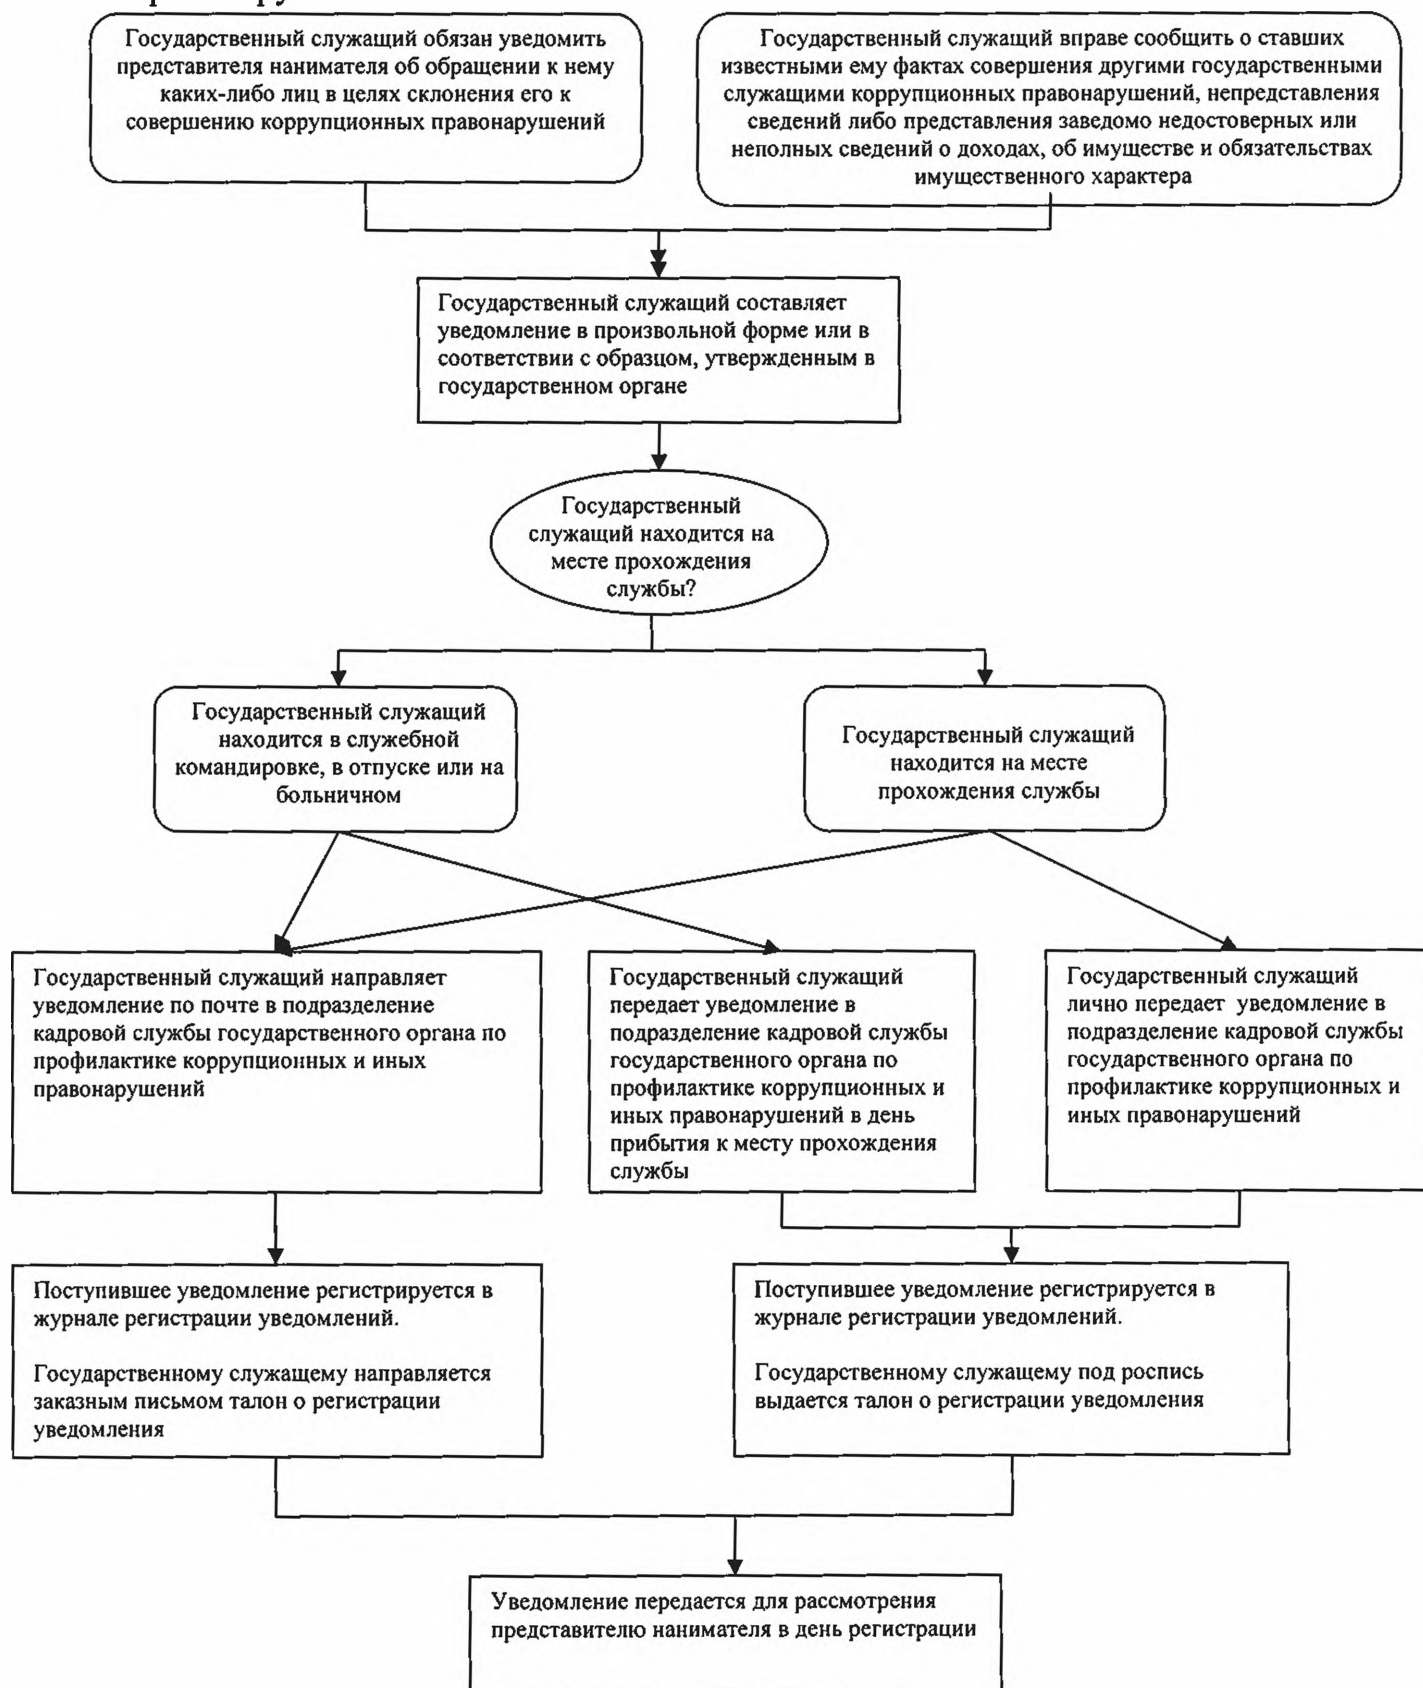 Государственный служащий обязан уведомить
представителя нанимателя об обращении к нему
каких-либо лиц в целях склонения его к
совершению коррупционных правонарушений
Государственный служащий вправе сообщить о ставших
известными ему фактах совершения другими государственными
служащими коррупционных правонарушений, непредставления
сведений либо представления заведомо недостоверных или
неполных сведений о доходах, об имуществе и обязательствах
имущественного характера
Государственный служащий составляет
уведомление в произвольной форме или в
соответствии с образцом, утвержденным в
государственном органе
Государственный
служащий находится на
месте прохождения
службы?
Государственный служащий
находится в служебной
командировке, в отпуске или на
больничном
Государственный служащий
находится на месте
прохождения службы
Государственный служащий направляет
уведомление по почте в подразделение
кадровой службы государственного органа по
профилактике коррупционных и иных
правонарушений
Государственный служащий
передает уведомление в
подразделение кадровой службы
государственного органа по
профилактике коррупционных и
иных правонарушений в день
прибытия к месту прохождения
службы
Государственный служащий
лично передает уведомление в
подразделение кадровой службы
государственного органа по
профилактике коррупционных и
иных правонарушений
Поступившее уведомление регистрируется в
журнале регистрации уведомлений.
Государственному служащему направляется
заказным письмом талон о регистрации
уведомления
Поступившее уведомление регистрируется в
журнале регистрации уведомлений.
Государственному служащему под роспись
выдается талон о регистрации уведомления
Уведомление передается для рассмотрения
представителю нанимателя в день регистрации